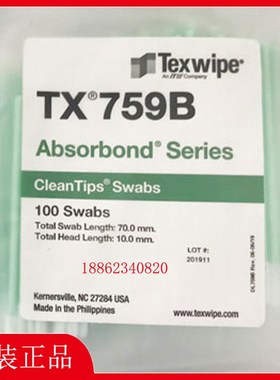 Texwipe®
An ITW Company
TX®759B
Absorbond® Series
CleanTips® Swabs
100 Swabs
Total Swab Length: 70.0 mm.
Total Head Length: 10.0 mm.
LOT #:
201911
18862340820
Kernersville, NC 27284 USA
Made in the Philippines
www.texwipe.com
装正品